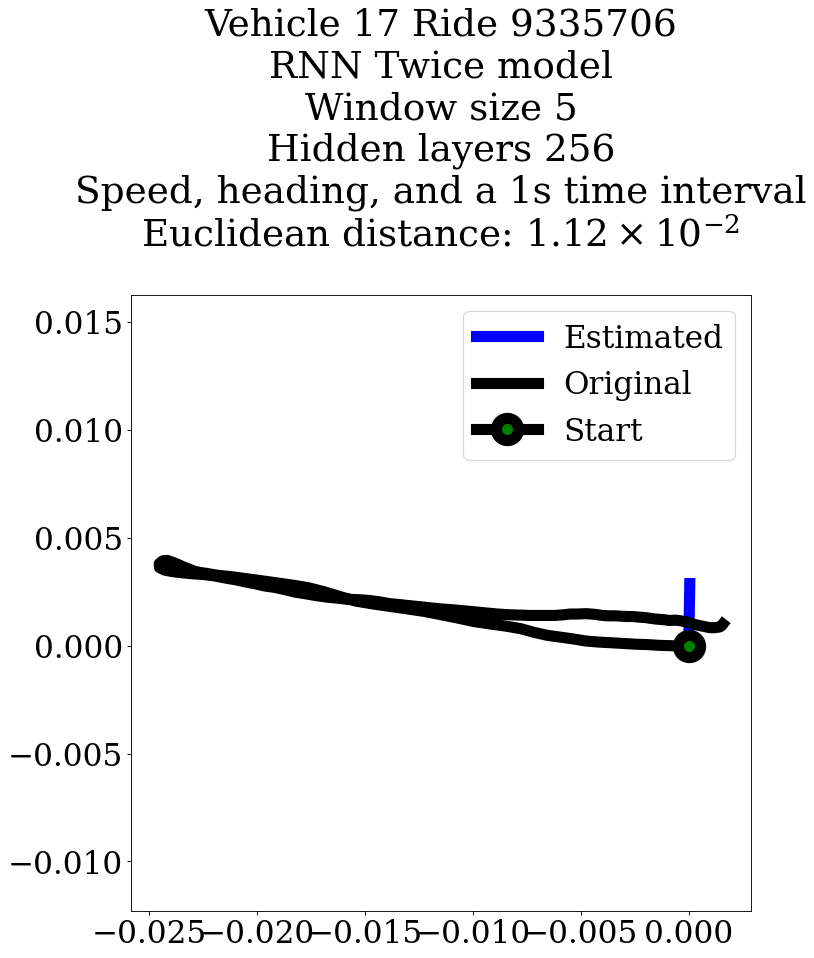 Vehicle 17 Ride 9335706
RNN Twice model
Window size 5
Hidden layers 256
Speed, heading, and a 1s time interval
Euclidean distance: 1.12 × 10⁻²
Estimated
Original
Start
0.015
0.010
0.005
0.000
−0.005
−0.010
−0.025 −0.020 −0.015 −0.010 −0.005 0.000